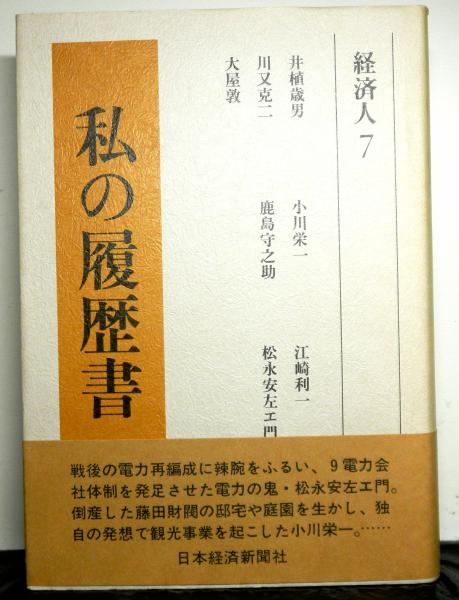 経済人 7
井植歳男 小川栄一 江崎利一
川又克二 鹿島守之助 松永安左エ門
大屋敦
私の履歴書
戦後の電力再編成に辣腕をふるい、9電力会
社体制を発足させた電力の鬼・松永安左エ門。
倒産した藤田財閥の邸宅や庭園を生かし、独
自の発想で観光事業を起こした小川栄一。……
日本経済新聞社